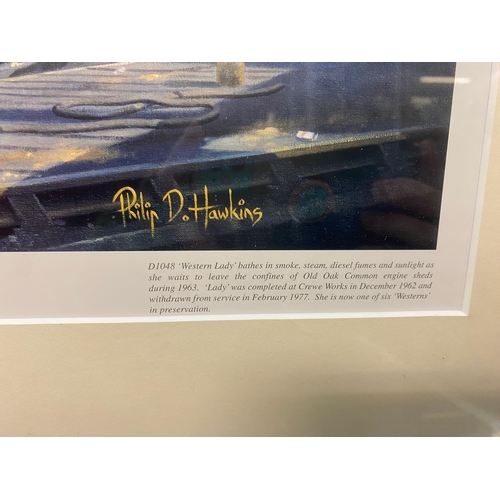 Philip D. Hawkins
D1048 'Western Lady' bathes in smoke, steam, diesel fumes and sunlight as
she waits to leave the confines of Old Oak Common engine sheds
during 1963. 'Lady' was completed at Crewe Works in December 1962 and
withdrawn from service in February 1977. She is now one of six 'Westerns'
in preservation.